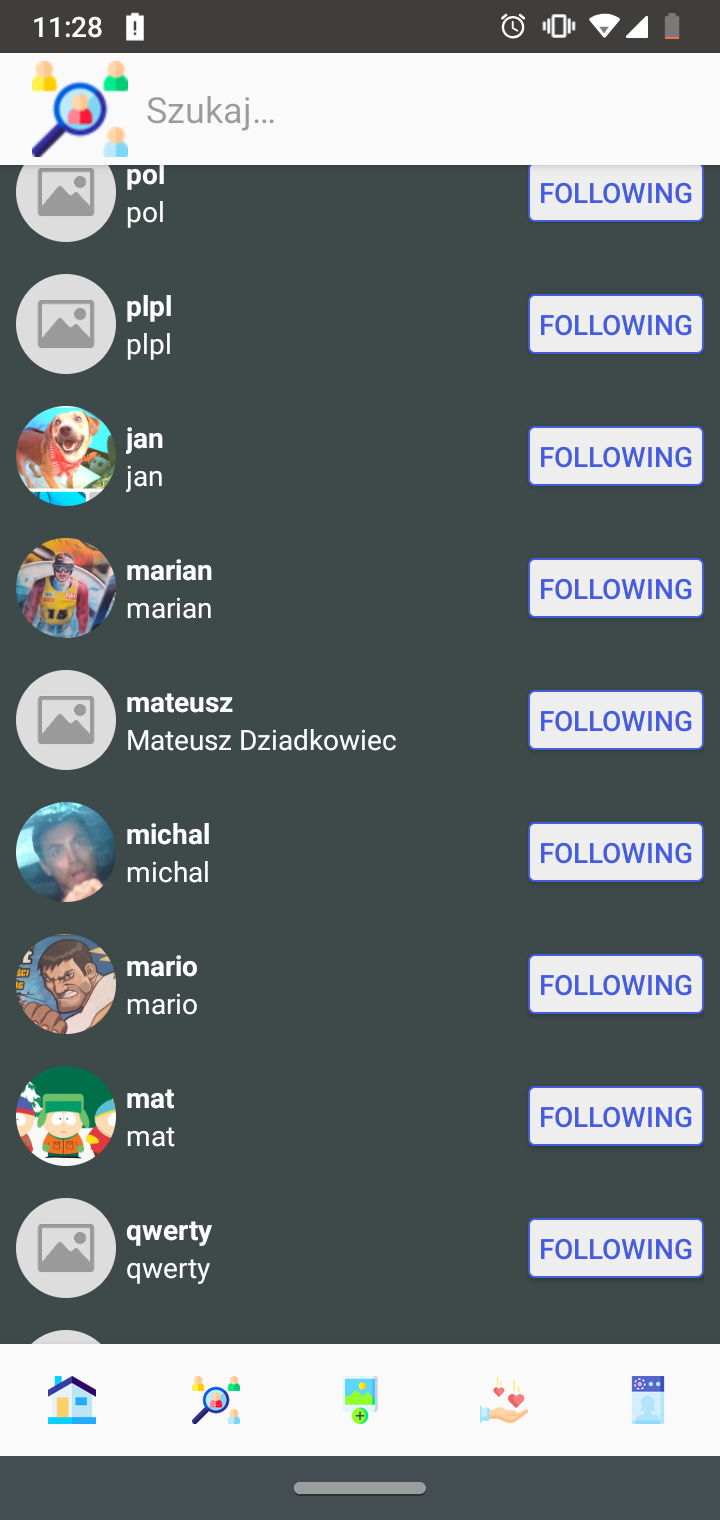 11:28
Szukaj...
pol
pol
FOLLOWING
plpl
plpl
FOLLOWING
jan
jan
FOLLOWING
marian
marian
FOLLOWING
15
mateusz
Mateusz Dziadkowiec
FOLLOWING
michal
michal
FOLLOWING
mario
mario
FOLLOWING
mat
mat
FOLLOWING
qwerty
qwerty
FOLLOWING